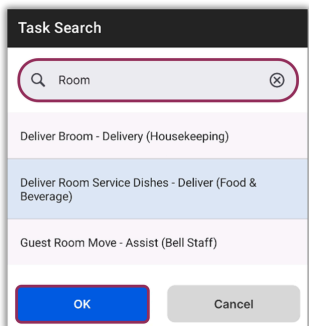 Task Search
Room
Deliver Broom - Delivery (Housekeeping)
Deliver Room Service Dishes - Deliver (Food &
Beverage)
Guest Room Move - Assist (Bell Staff)
OK Cancel